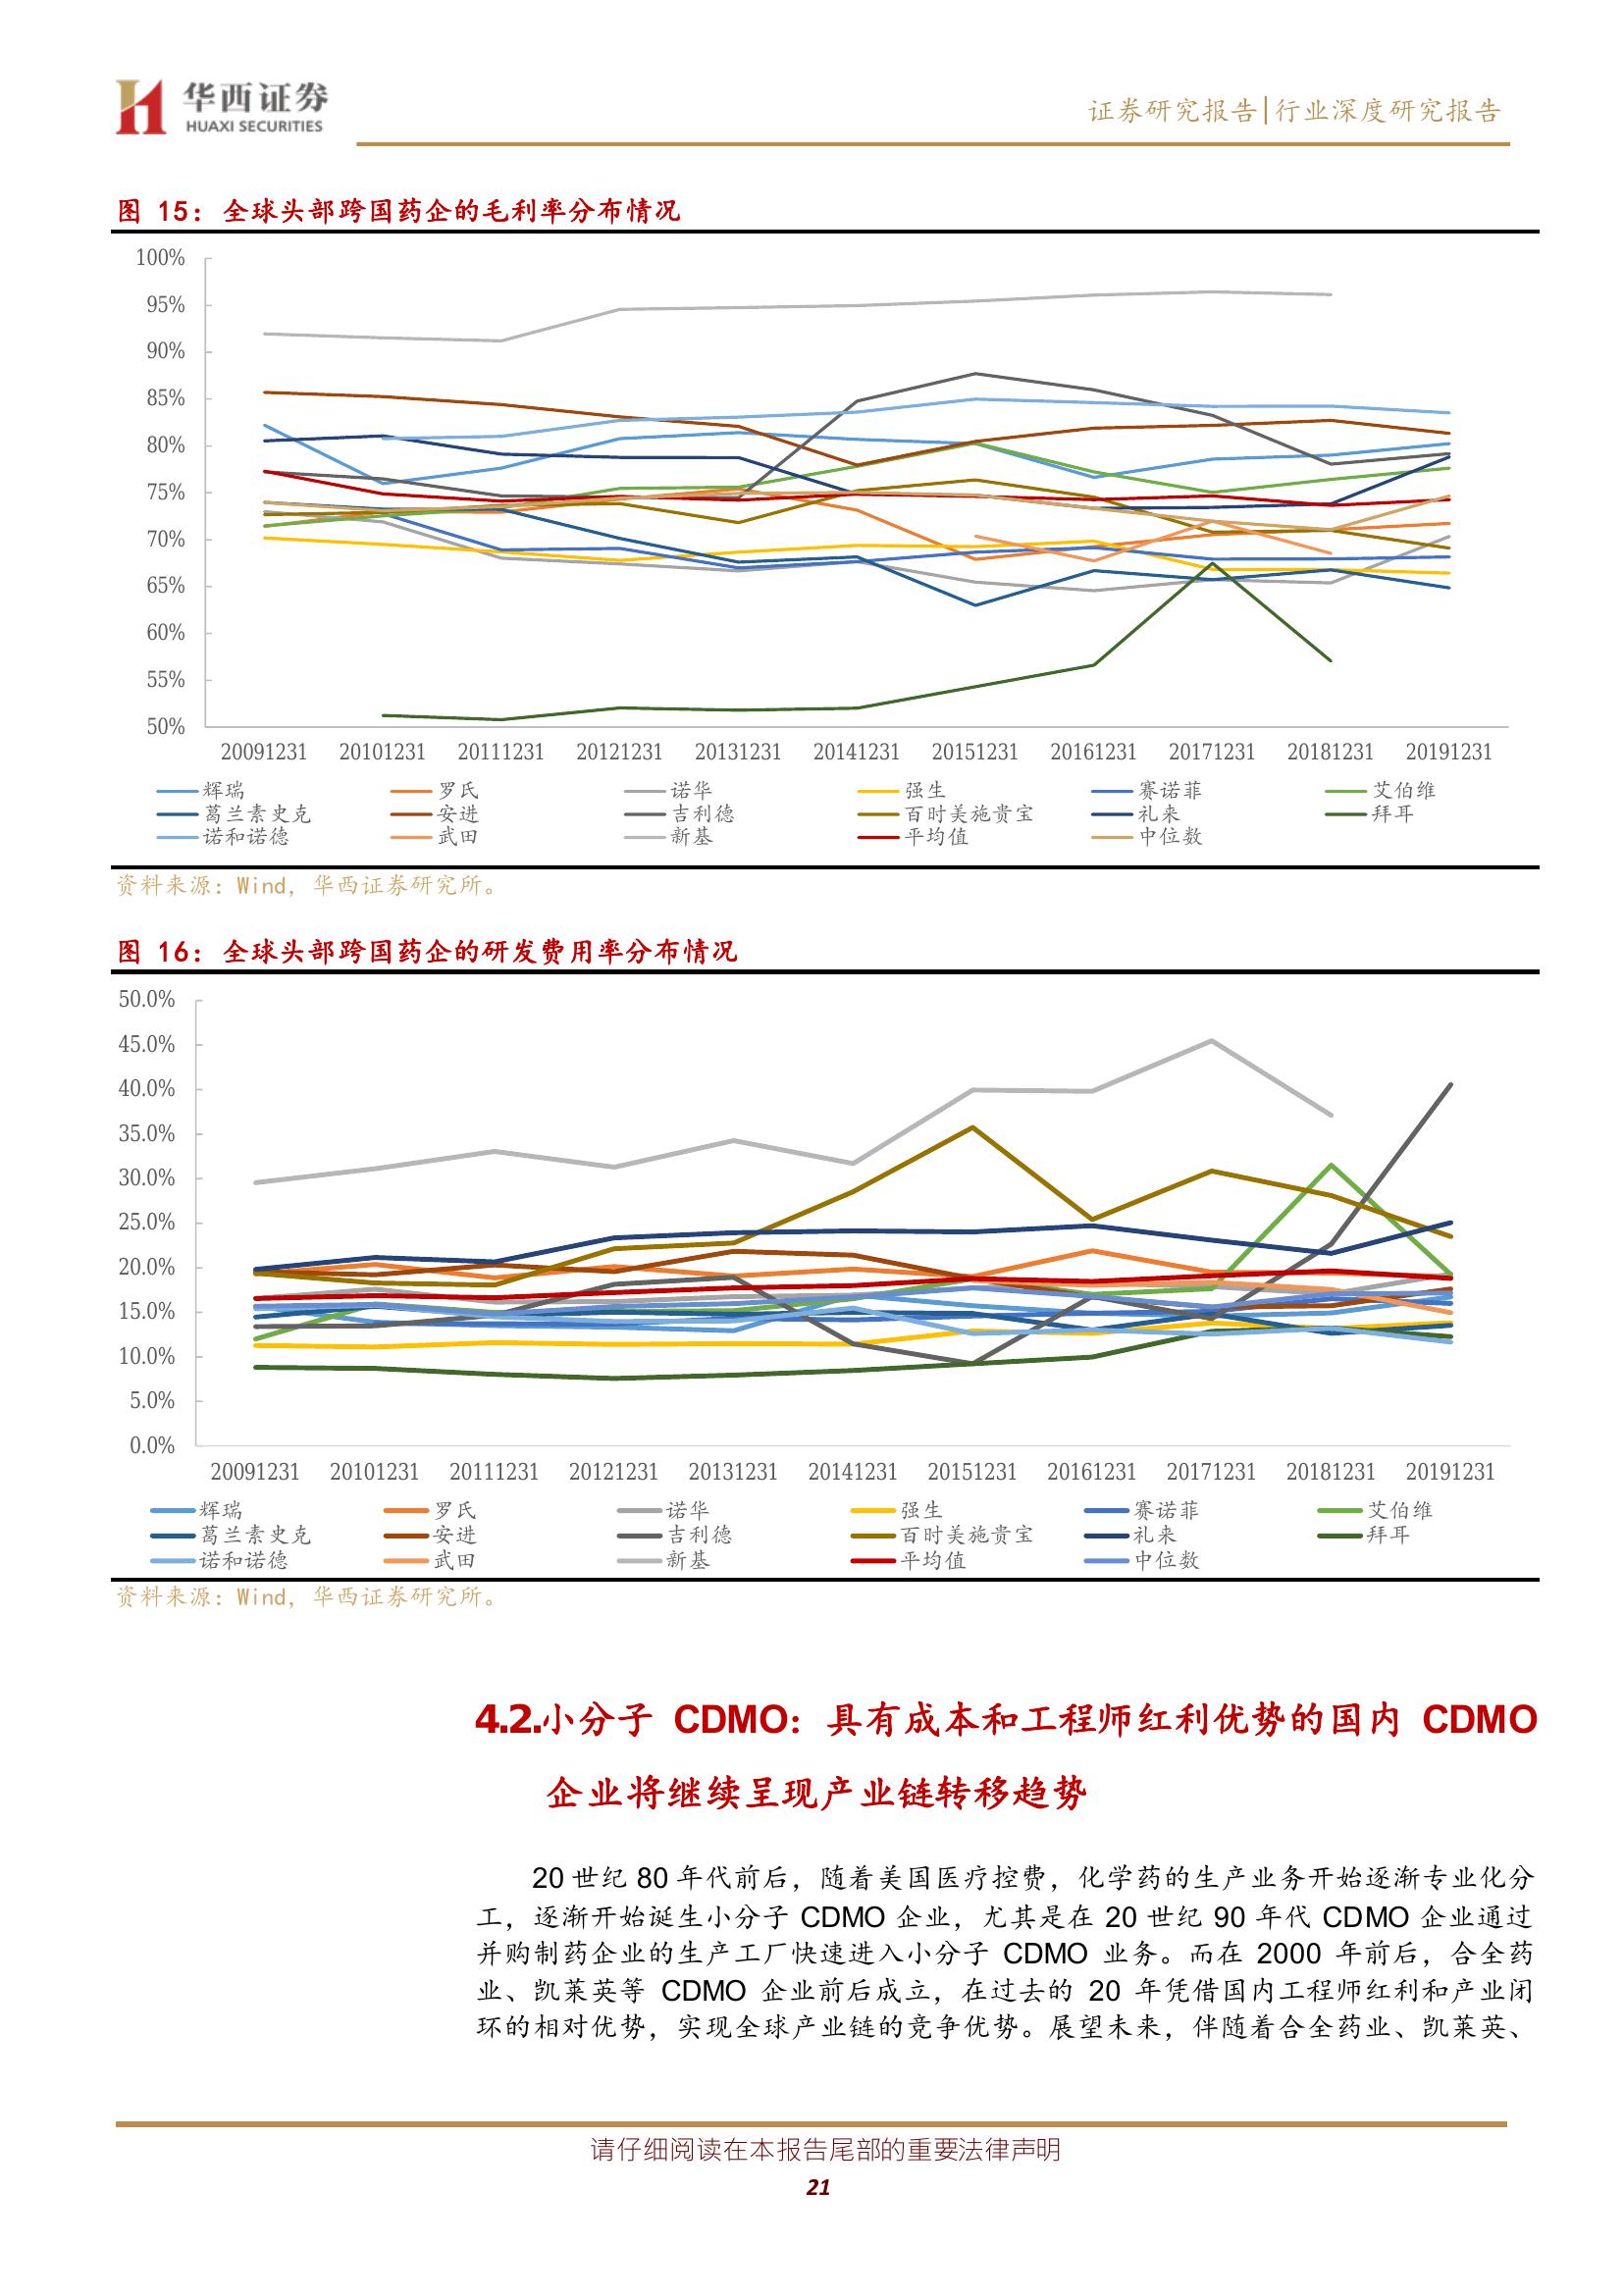 华西证券
HUAXI SECURITIES
证券研究报告|行业深度研究报告
图 15：全球头部跨国药企的毛利率分布情况
100%
95%
90%
85%
80%
75%
70%
65%
60%
55%
50%
20091231 20101231 20111231 20121231 20131231 20141231 20151231 20161231 20171231 20181231 20191231
辉瑞 罗氏 诺华 强生 赛诺菲 艾伯维
葛兰素史克 安进 吉利德 百时美施贵宝 礼来 拜耳
诺和诺德 武田 新基 平均值 中位数
资料来源：Wind，华西证券研究所。
图 16：全球头部跨国药企的研发费用率分布情况
50.0%
45.0%
40.0%
35.0%
30.0%
25.0%
20.0%
15.0%
10.0%
5.0%
0.0%
20091231 20101231 20111231 20121231 20131231 20141231 20151231 20161231 20171231 20181231 20191231
辉瑞 罗氏 诺华 强生 赛诺菲 艾伯维
葛兰素史克 安进 吉利德 百时美施贵宝 礼来 拜耳
诺和诺德 武田 新基 平均值 中位数
资料来源：Wind，华西证券研究所。
4.2.小分子 CDMO：具有成本和工程师红利优势的国内 CDMO
企业将继续呈现产业链转移趋势
20 世纪 80 年代前后，随着美国医疗控费，化学药的生产业务开始逐渐专业化分
工，逐渐开始诞生小分子 CDMO 企业，尤其是在 20 世纪 90 年代 CDMO 企业通过
并购制药企业的生产工厂快速进入小分子 CDMO 业务。而在 2000 年前后，合全药
业、凯莱英等 CDMO 企业前后成立，在过去的 20 年凭借国内工程师红利和产业闭
环的相对优势，实现全球产业链的竞争优势。展望未来，伴随着合全药业、凯莱英、
请仔细阅读在本报告尾部的重要法律声明
21